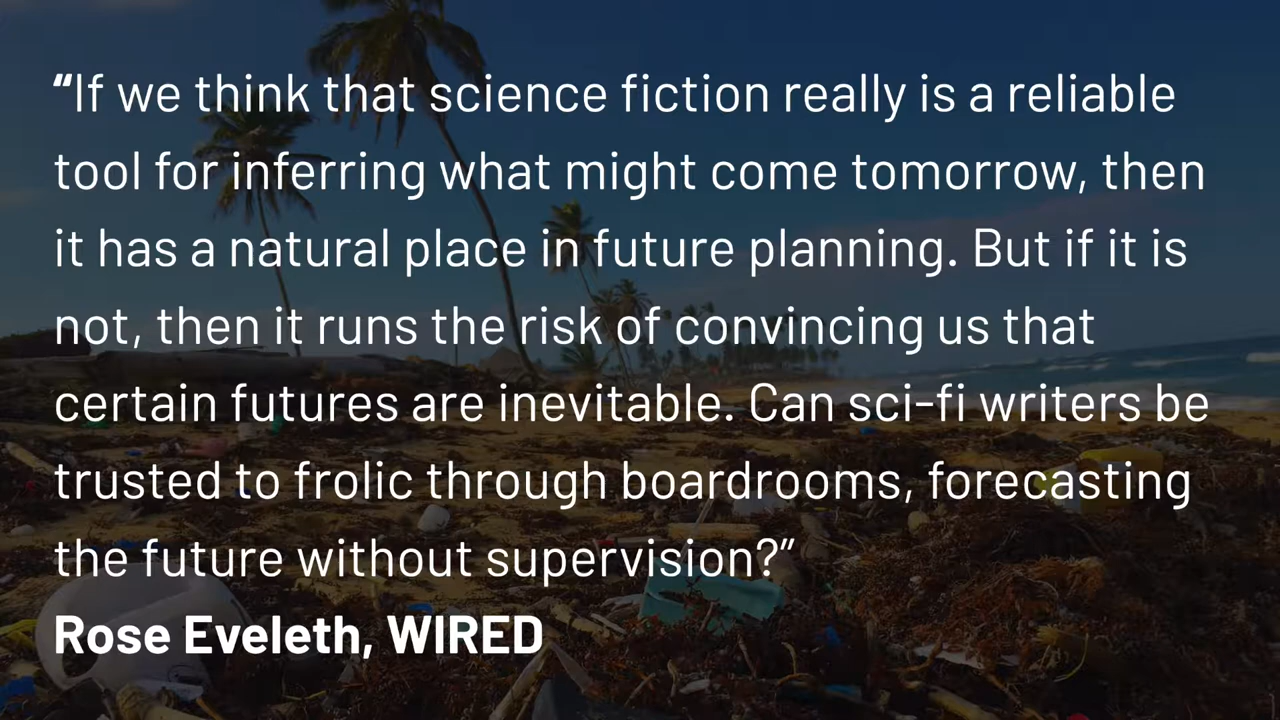 “If we think that science fiction really is a reliable
tool for inferring what might come tomorrow, then
it has a natural place in future planning. But if it is
not, then it runs the risk of convincing us that
certain futures are inevitable. Can sci-fi writers be
trusted to frolic through boardrooms, forecasting
the future without supervision?”
Rose Eveleth, WIRED